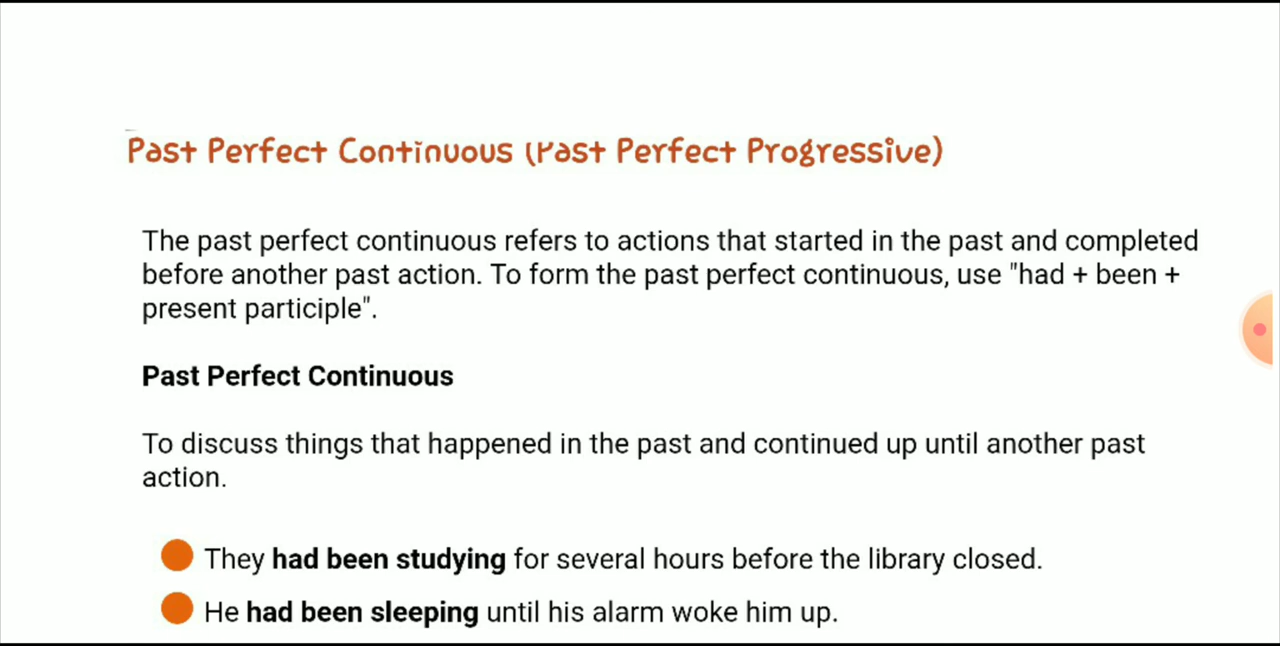 Past Perfect Continuous (Past Perfect Progressive)
The past perfect continuous refers to actions that started in the past and completed
before another past action. To form the past perfect continuous, use "had + been +
present participle".
Past Perfect Continuous
To discuss things that happened in the past and continued up until another past
action.
They had been studying for several hours before the library closed.
He had been sleeping until his alarm woke him up.